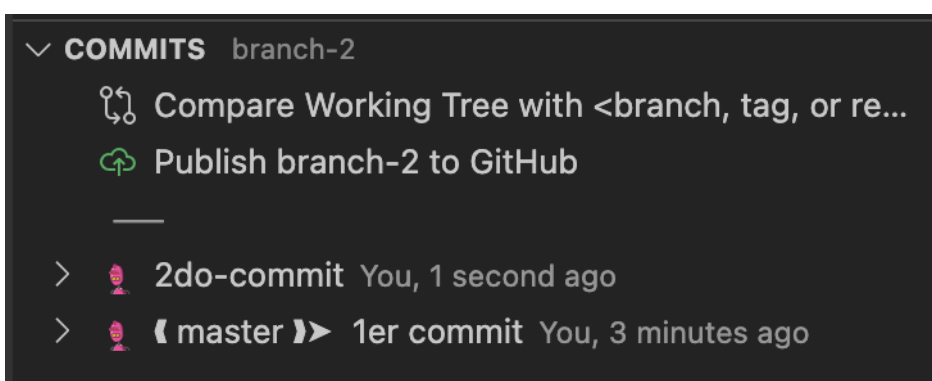 COMMITS branch-2
Compare Working Tree with <branch, tag, or re...
Publish branch-2 to GitHub
2do-commit You, 1 second ago
❪ master ❫➤ 1er commit You, 3 minutes ago